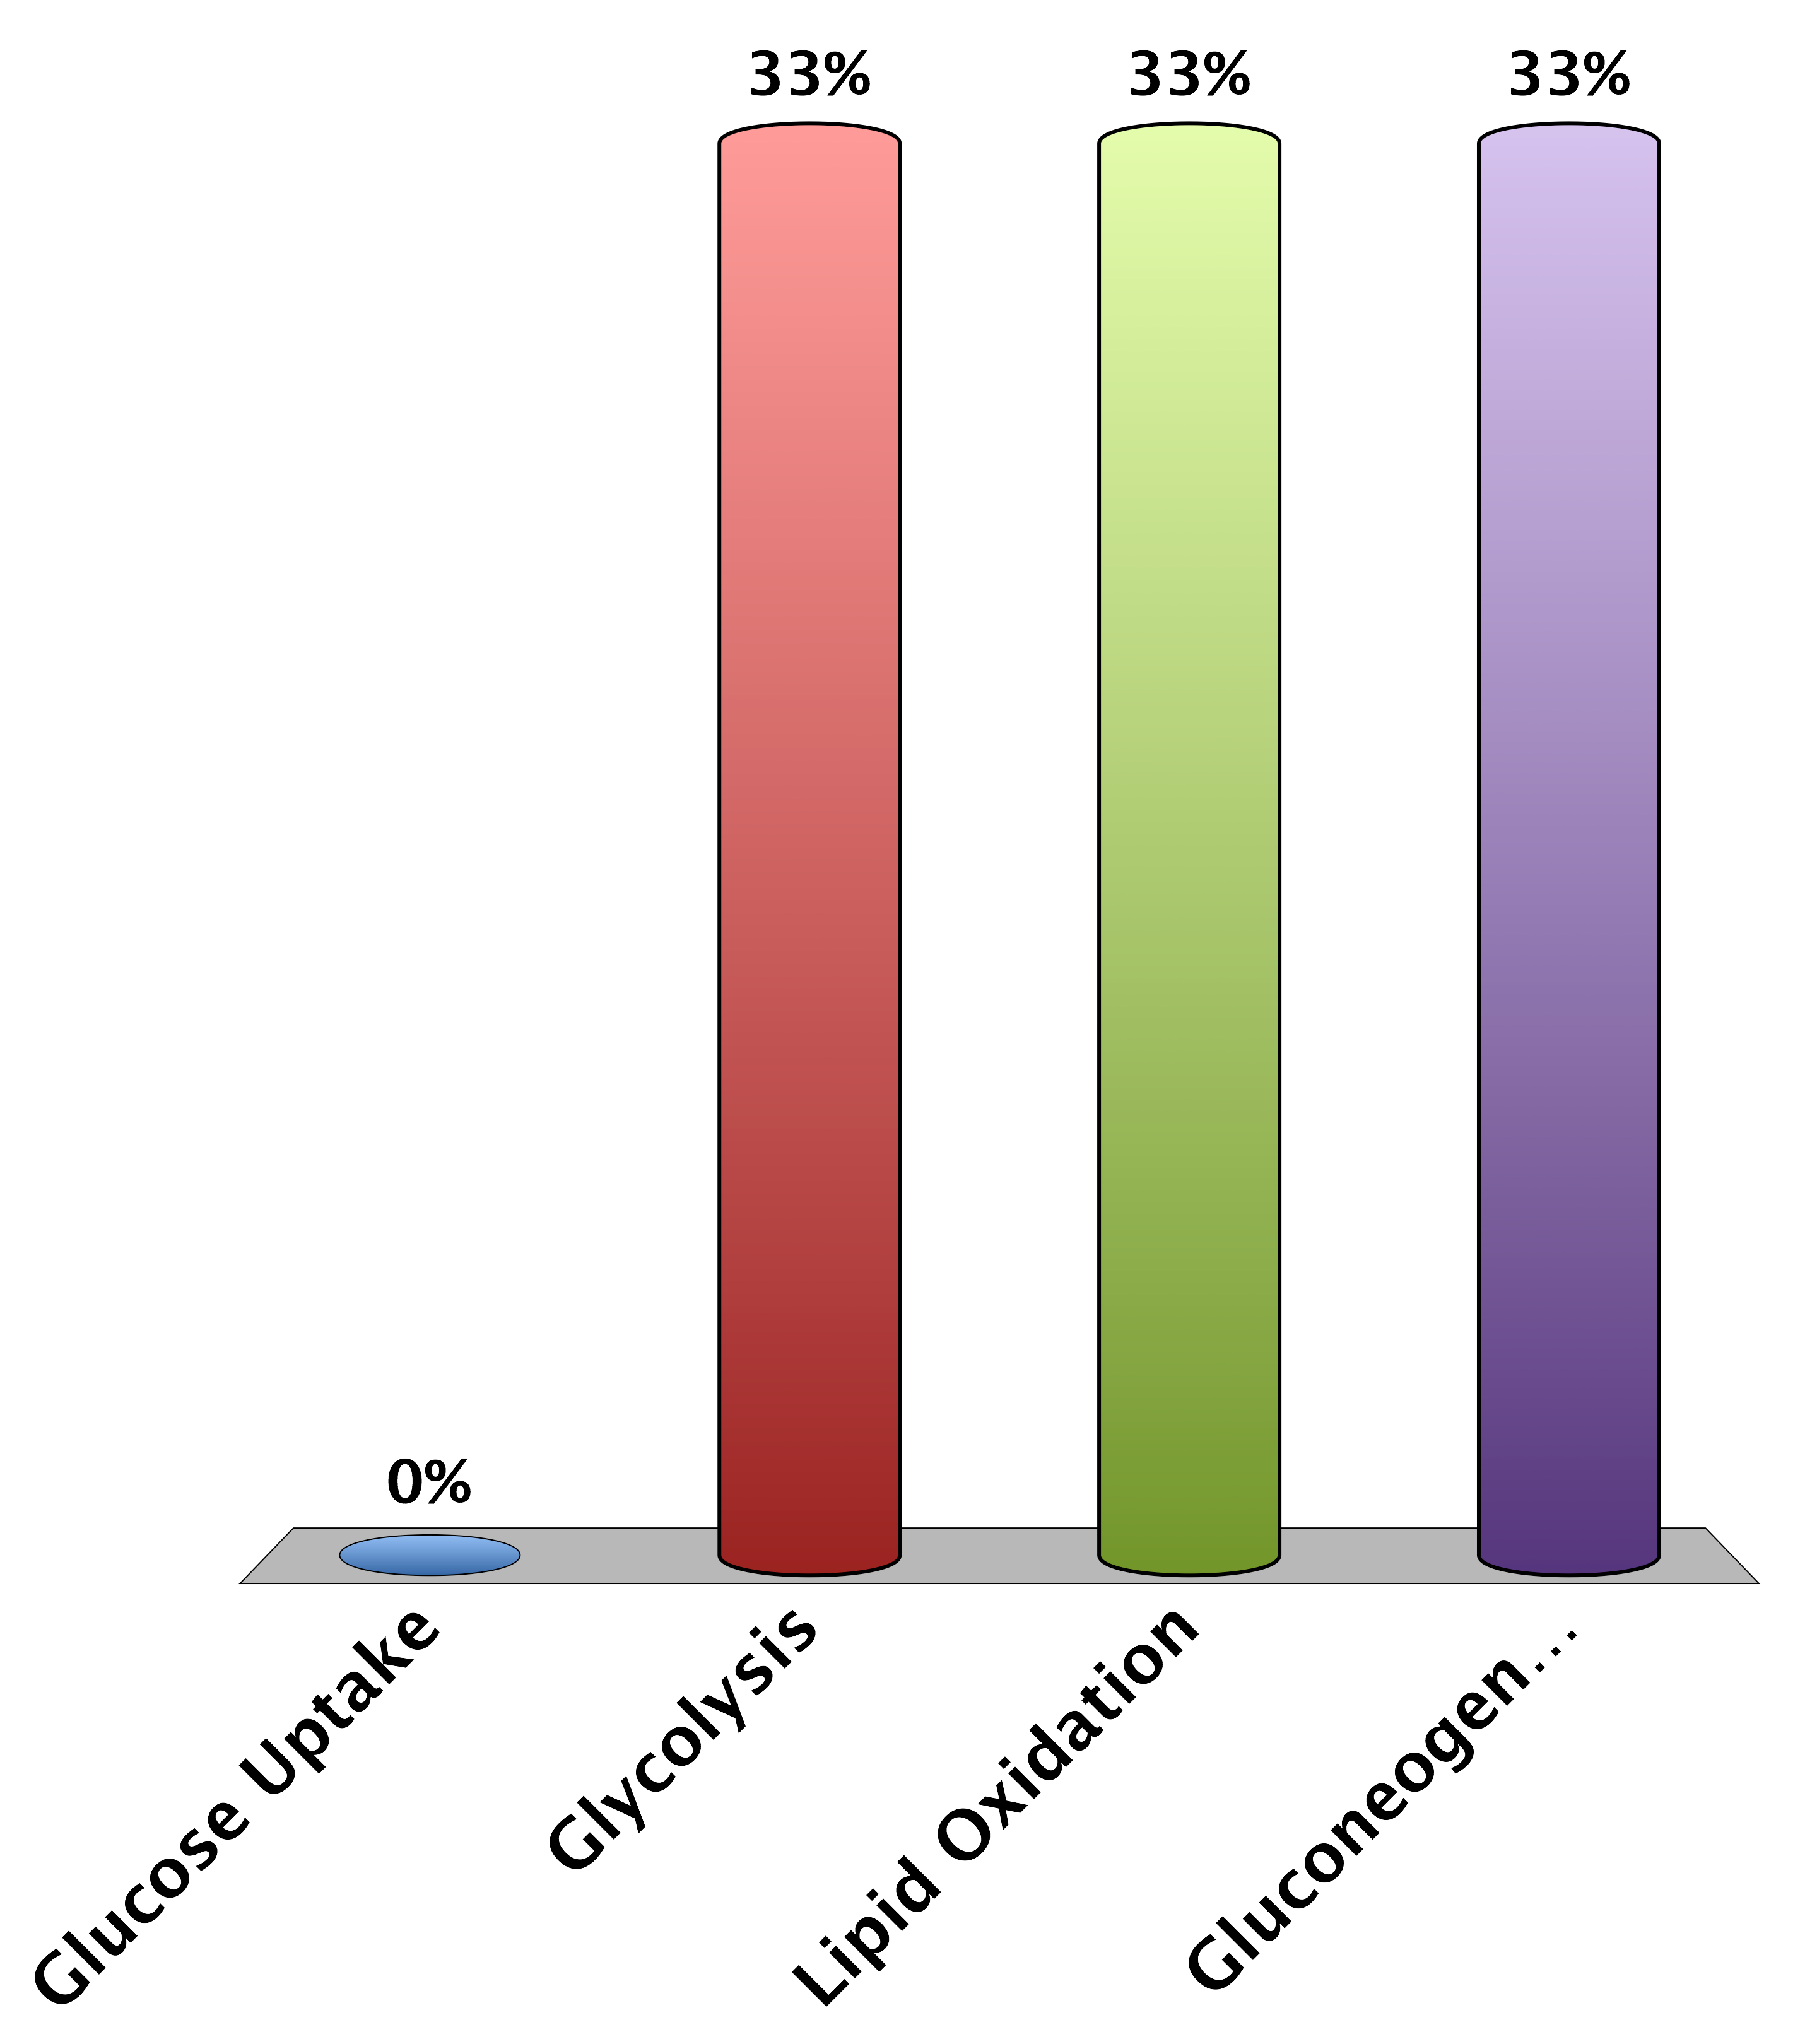 33%
33%
33%
0%
Glucose Uptake
Glycolysis
Lipid Oxidation
Gluconeogen...